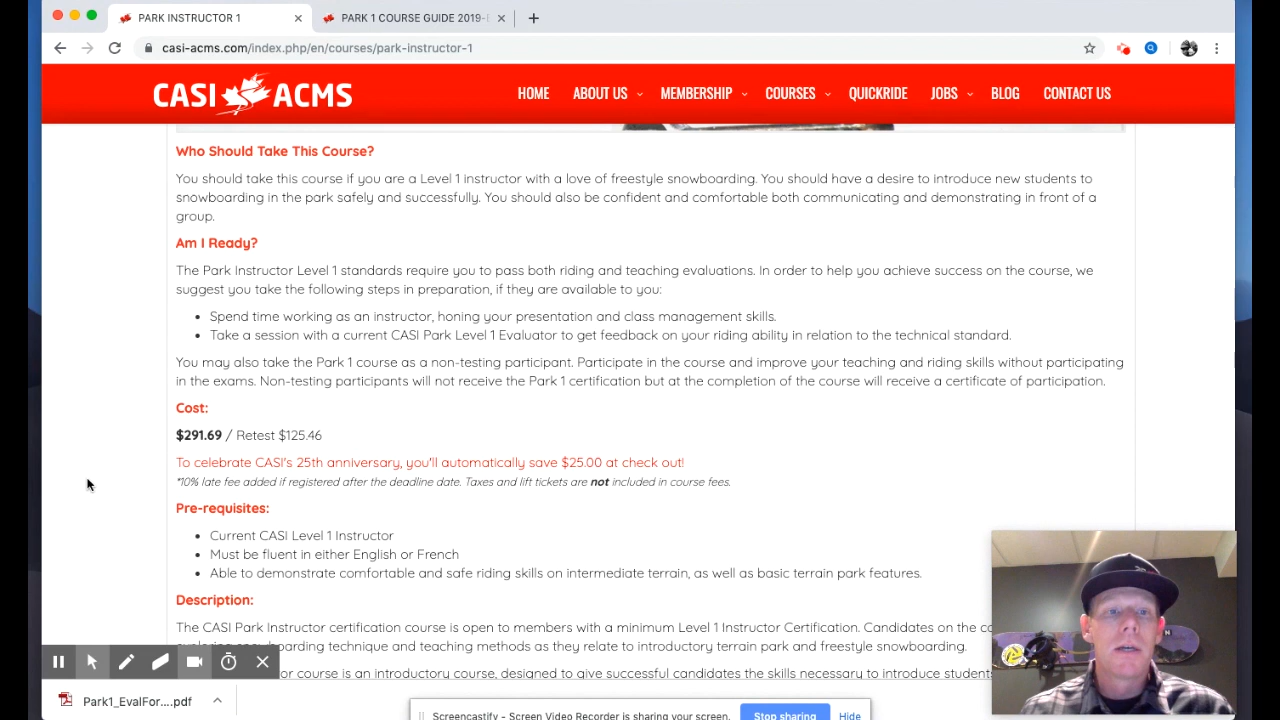 PARK INSTRUCTOR 1
PARK 1 COURSE GUIDE 2019-
casi-acms.com/index.php/en/courses/park-instructor-1
CASI ACMS
HOME ABOUT US MEMBERSHIP COURSES QUICKRIDE JOBS BLOG CONTACT US
Who Should Take This Course?
You should take this course if you are a Level 1 instructor with a love of freestyle snowboarding. You should have a desire to introduce new students to
snowboarding in the park safely and successfully. You should also be confident and comfortable both communicating and demonstrating in front of a
group.
Am I Ready?
The Park Instructor Level 1 standards require you to pass both riding and teaching evaluations. In order to help you achieve success on the course, we
suggest you take the following steps in preparation, if they are available to you:
• Spend time working as an instructor, honing your presentation and class management skills.
• Take a session with a current CASI Park Level 1 Evaluator to get feedback on your riding ability in relation to the technical standard.
You may also take the Park 1 course as a non-testing participant. Participate in the course and improve your teaching and riding skills without participating
in the exams. Non-testing participants will not receive the Park 1 certification but at the completion of the course will receive a certificate of participation.
Cost:
$291.69 / Retest $125.46
To celebrate CASI's 25th anniversary, you'll automatically save $25.00 at check out!
*10% late fee added if registered after the deadline date. Taxes and lift tickets are not included in course fees.
Pre-requisites:
• Current CASI Level 1 Instructor
• Must be fluent in either English or French
• Able to demonstrate comfortable and safe riding skills on intermediate terrain, as well as basic terrain park features.
Description:
The CASI Park Instructor certification course is open to members with a minimum Level 1 Instructor Certification. Candidates on the
boarding technique and teaching methods as they relate to introductory terrain park and freestyle snowboarding.
course is an introductory course, designed to give successful candidates the skills necessary to introduce students
Park1_EvalFor....pdf
Screencastify - Screen Video Recorder is sharing your screen. Stop sharing Hide